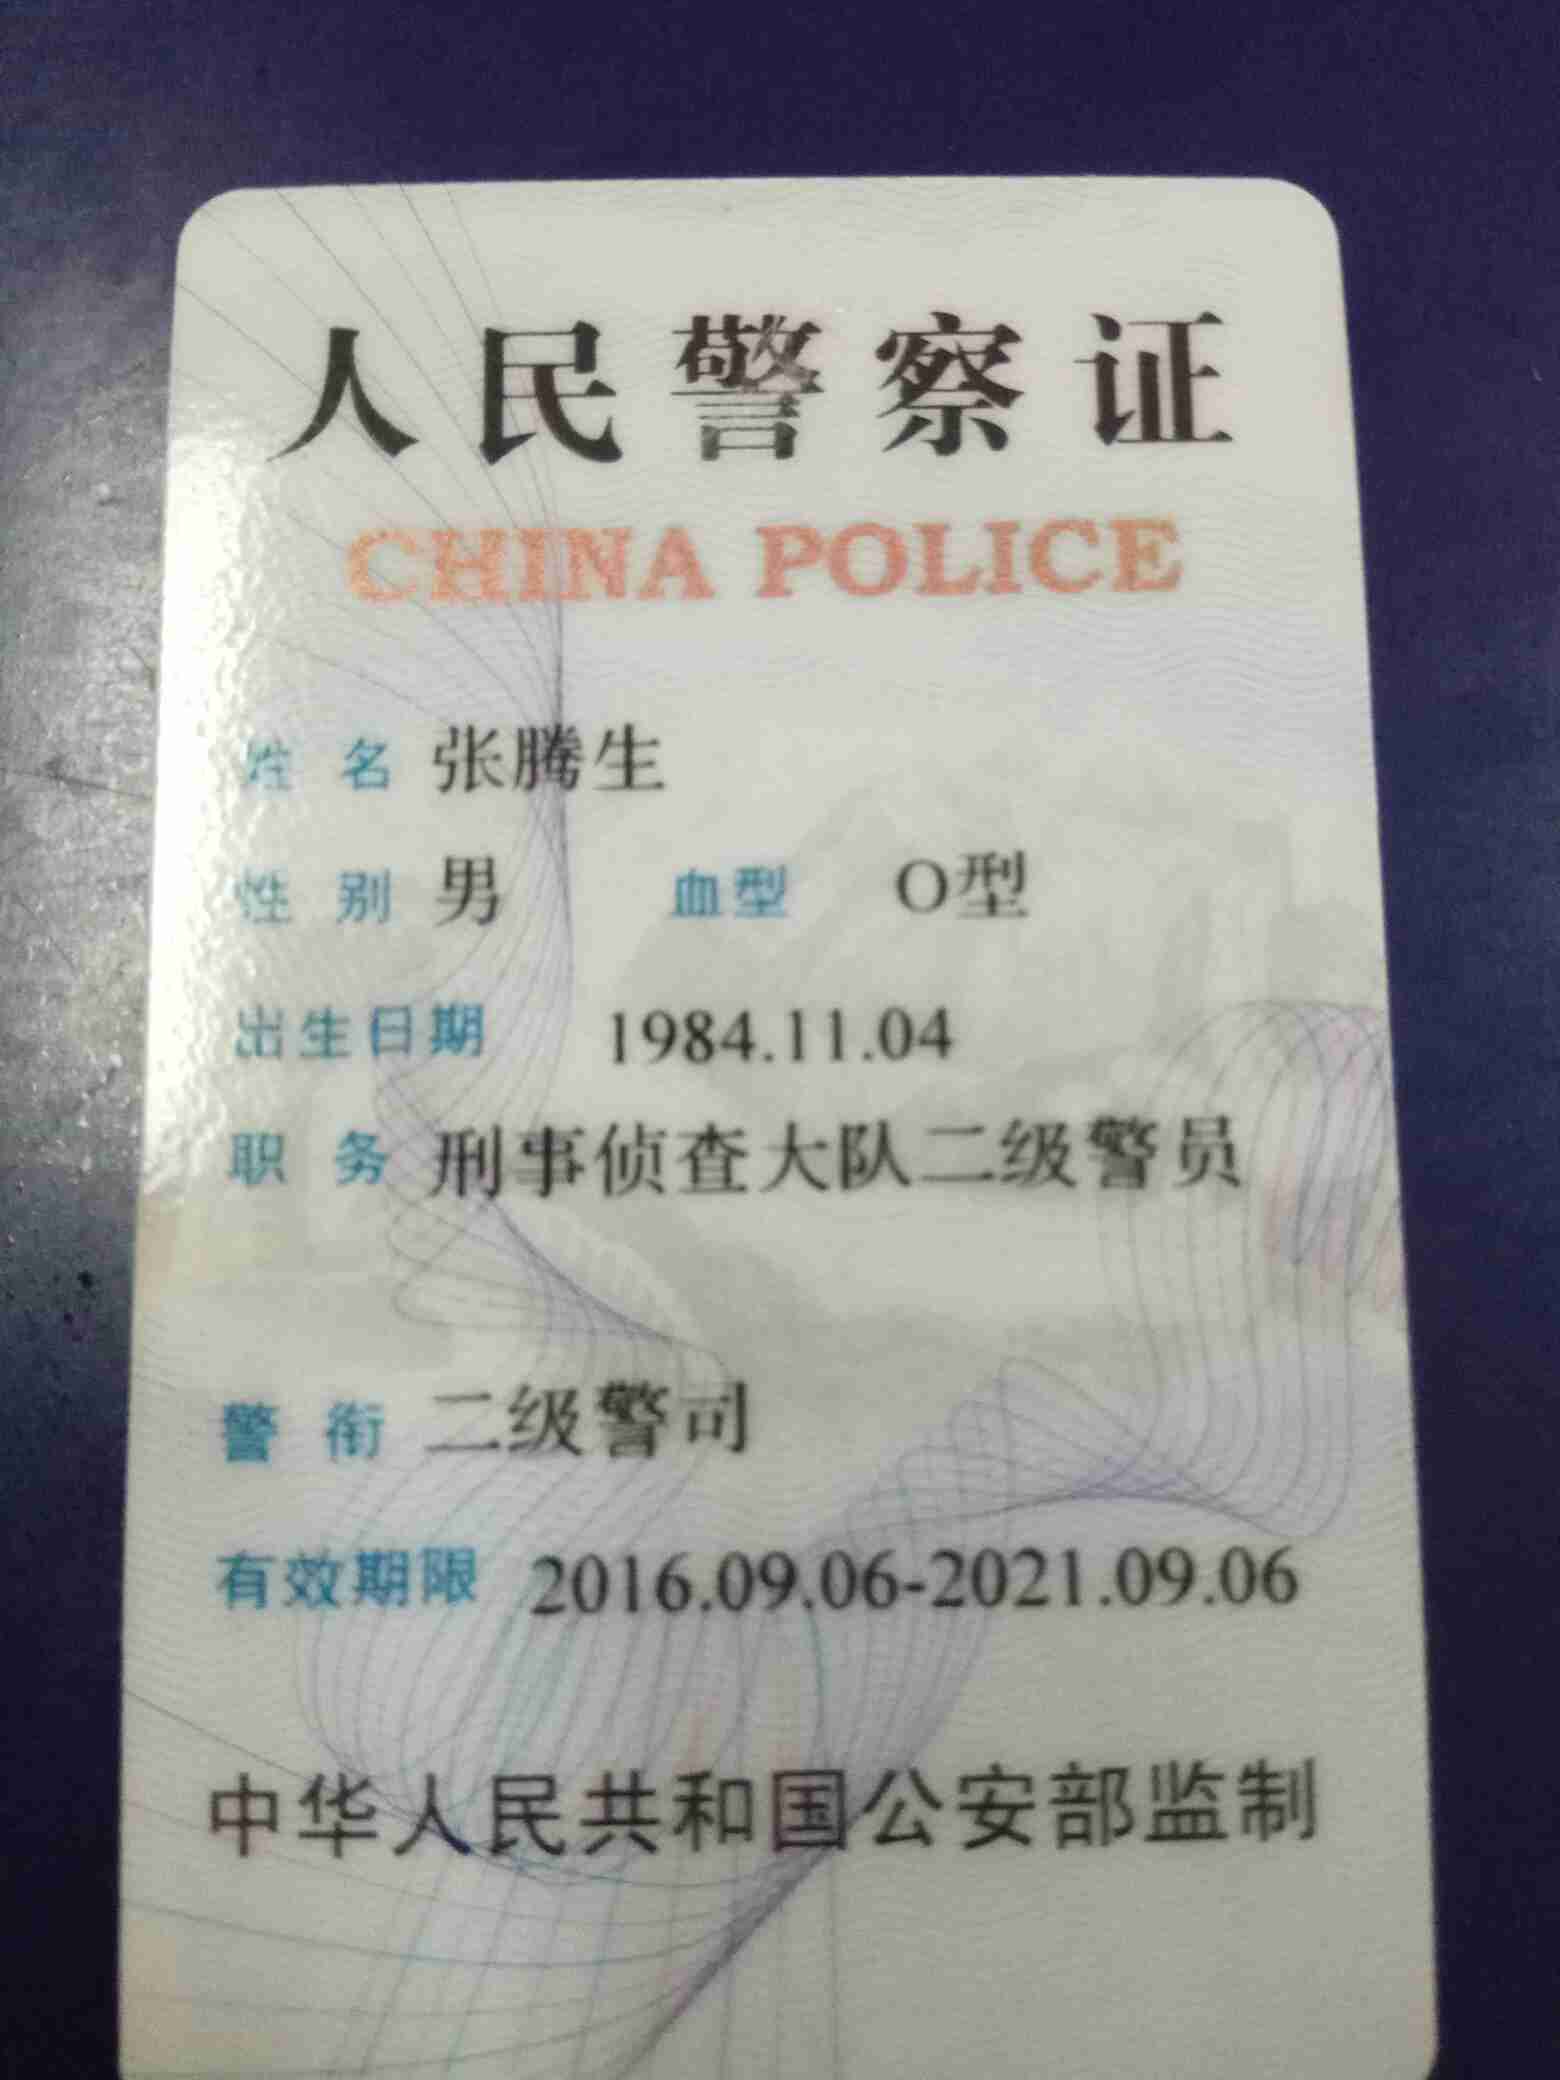 人民警察证
CHINA POLICE
姓名 张腾生
性别 男 血型 O型
出生日期 1984.11.04
职务 刑事侦查大队二级警员
警衔 二级警司
有效期限 2016.09.06-2021.09.06
中华人民共和国公安部监制